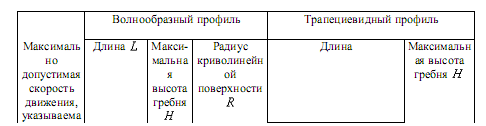 Волнообразный профиль
Трапециевидный профиль
Максималь
но
допустимая
скорость
движения,
указываема
Длина L
Макси-
мальна
я
высота
гребня
H
Радиус
криволиней
ной
поверхности
R
Длина
Максимальн
ая высота
гребня H